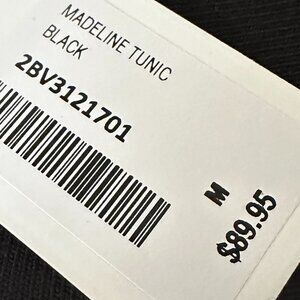 MADELINE TUNIC
BLACK
2BV3121701
M
$89.95